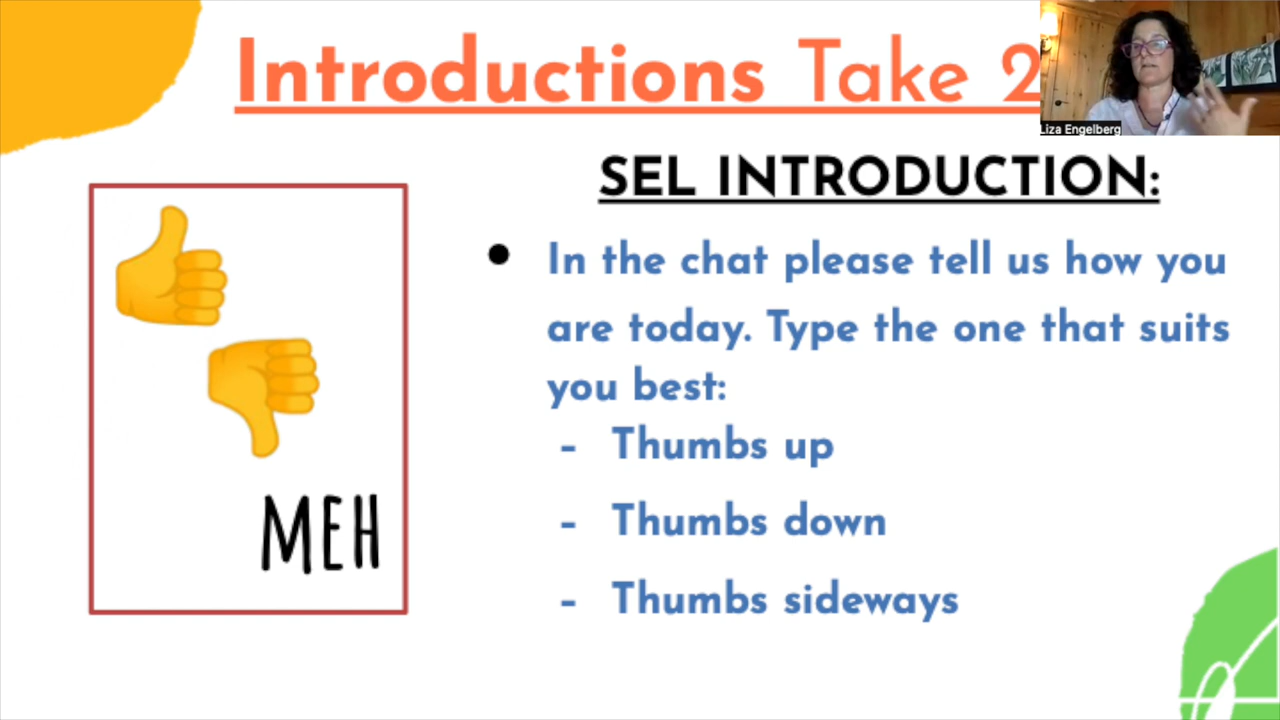 Introductions Take 2
Liza Engelberg
SEL INTRODUCTION:
● In the chat please tell us how you
are today. Type the one that suits
you best:
- Thumbs up
- Thumbs down
- Thumbs sideways
MEH